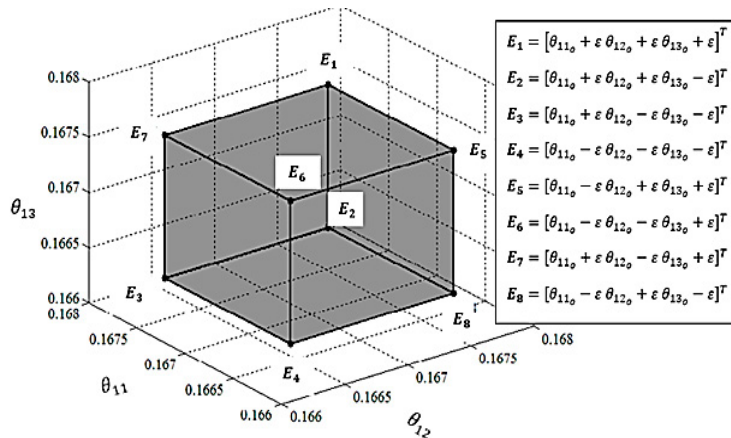 E₁ = [θ₁₁ₒ + ε θ₁₂ₒ + ε θ₁₃ₒ + ε]ᵀ
E₂ = [θ₁₁ₒ + ε θ₁₂ₒ + ε θ₁₃ₒ − ε]ᵀ
E₃ = [θ₁₁ₒ + ε θ₁₂ₒ − ε θ₁₃ₒ − ε]ᵀ
E₄ = [θ₁₁ₒ − ε θ₁₂ₒ − ε θ₁₃ₒ − ε]ᵀ
E₅ = [θ₁₁ₒ − ε θ₁₂ₒ + ε θ₁₃ₒ + ε]ᵀ
E₆ = [θ₁₁ₒ − ε θ₁₂ₒ − ε θ₁₃ₒ + ε]ᵀ
E₇ = [θ₁₁ₒ + ε θ₁₂ₒ − ε θ₁₃ₒ + ε]ᵀ
E₈ = [θ₁₁ₒ − ε θ₁₂ₒ + ε θ₁₃ₒ − ε]ᵀ
E₁
E₇
E₅
E₆
E₂
E₃
E₈
E₄
θ₁₃
0.168
0.1675
0.167
0.1665
0.166
θ₁₁
0.168
0.1675
0.167
0.1665
0.166
θ₁₂
0.166
0.1665
0.167
0.1675
0.168